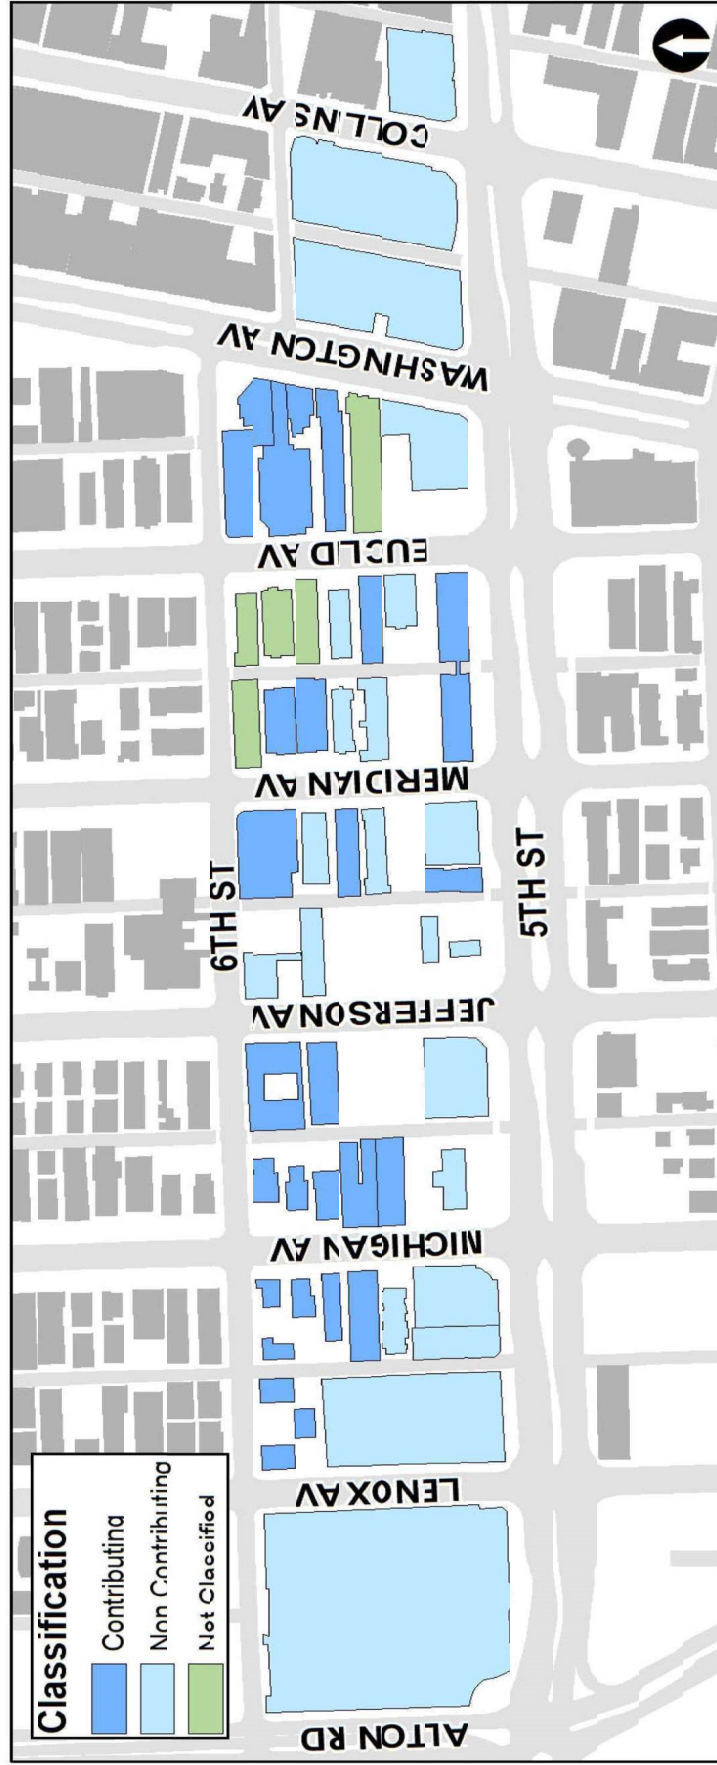 Classification
Contributing
Non Contributing
Not Classified
ALTON RD
LENOX AV
MICHIGAN AV
JEFFERSON AV
MERIDIAN AV
EUCLID AV
WASHINGTON AV
COLLINS AV
6TH ST
5TH ST